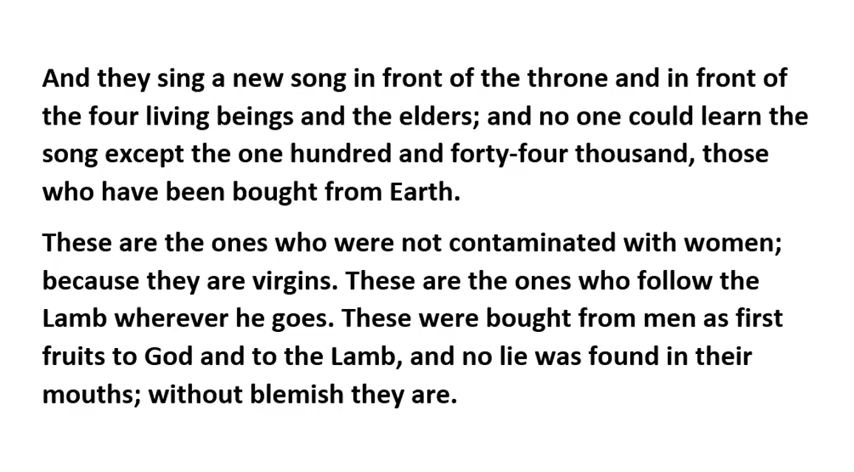 And they sing a new song in front of the throne and in front of
the four living beings and the elders; and no one could learn the
song except the one hundred and forty-four thousand, those
who have been bought from Earth.
These are the ones who were not contaminated with women;
because they are virgins. These are the ones who follow the
Lamb wherever he goes. These were bought from men as first
fruits to God and to the Lamb, and no lie was found in their
mouths; without blemish they are.